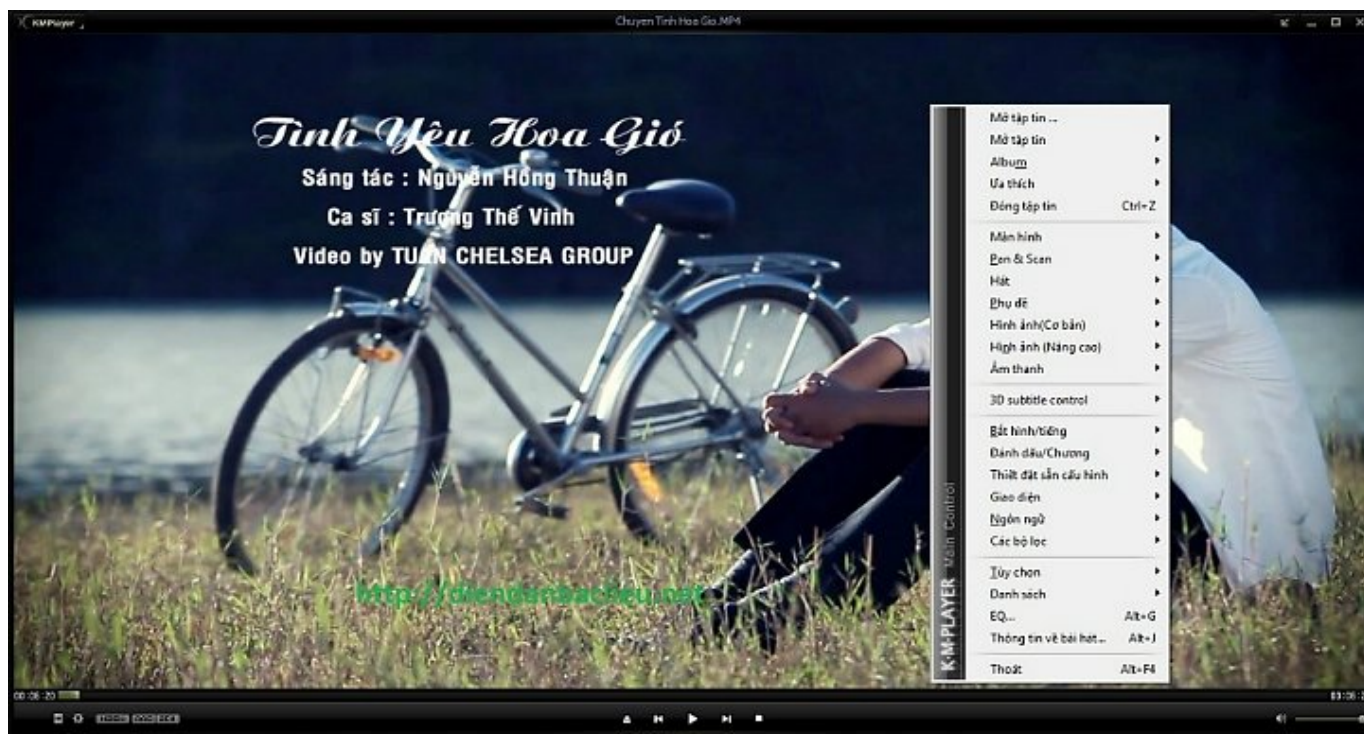 KMPlayer
Chuyen Tinh Hoa Gio.MP4
Tình Yêu Hoa Gió
Sáng tác : Nguyễn Hồng Thuận
Ca sĩ : Trương Thế Vinh
Video by TUAN CHELSEA GROUP
http://diendanbaclieu.net
Mở tập tin ...
Mở tập tin
Album
Ưa thích
Đóng tập tin Ctrl+Z
Màn hình
Pan & Scan
Hát
Phụ đề
Hình ảnh(Cơ bản)
Hình ảnh (Nâng cao)
Âm thanh
3D subtitle control
Bắt hình/tiếng
Đánh dấu/Chương
Thiết đặt sẵn cấu hình
Giao diện
Ngôn ngữ
Các bộ lọc
Tùy chọn
Danh sách
EQ... Alt+G
Thông tin về bài hát... Alt+J
Thoát Alt+F4
K-M-PLAYER Main Control